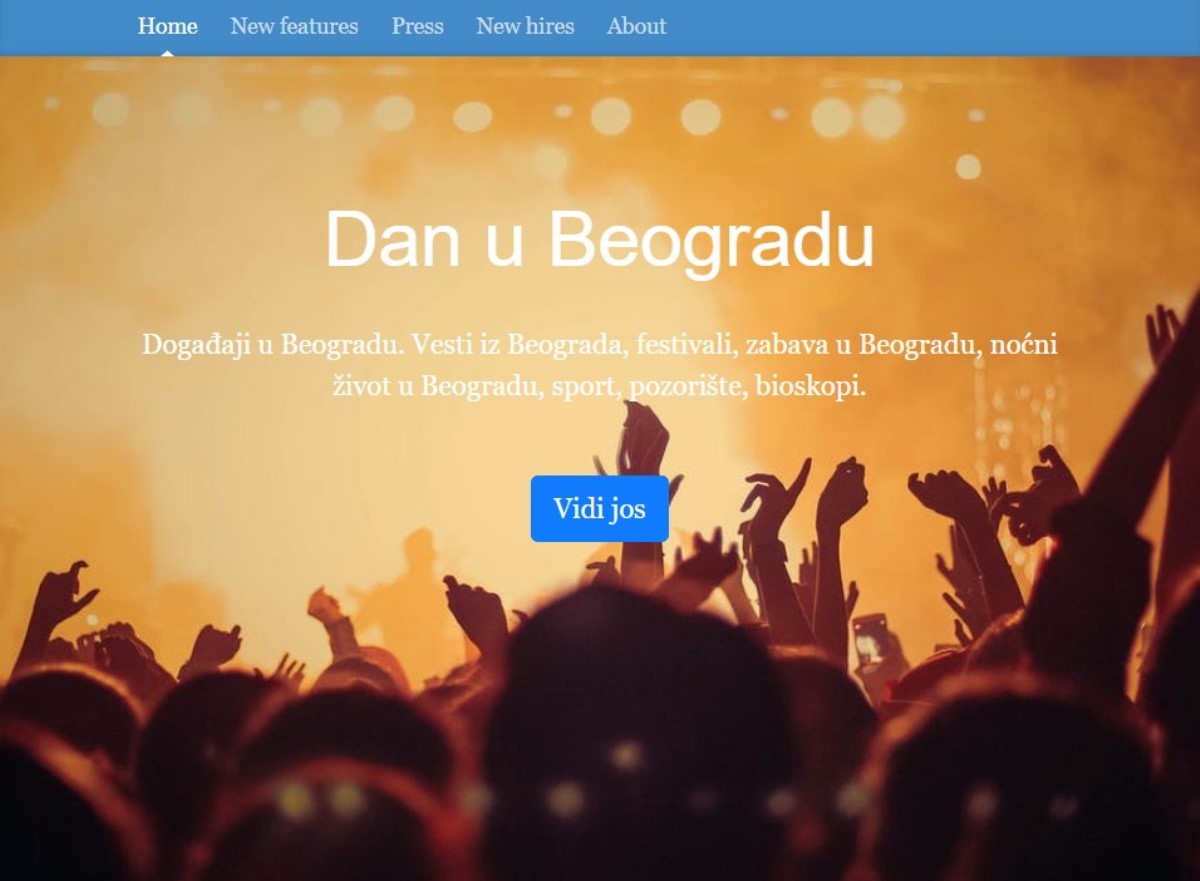 Home New features Press New hires About
Dan u Beogradu
Događaji u Beogradu. Vesti iz Beograda, festivali, zabava u Beogradu, noćni
život u Beogradu, sport, pozorište, bioskopi.
Vidi jos